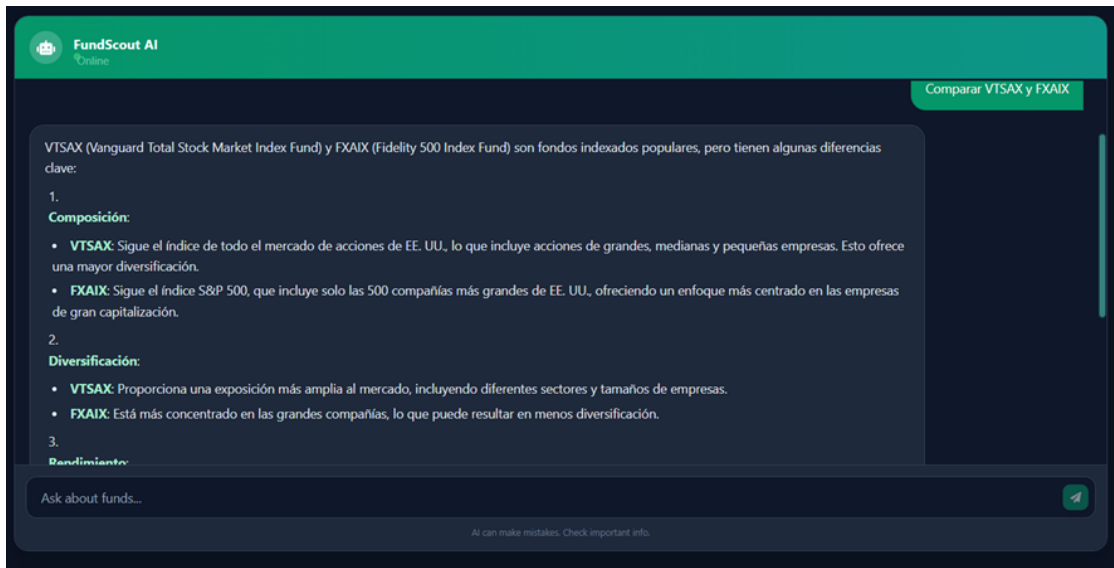 FundScout AI
Online
Comparar VTSAX y FXAIX
VTSAX (Vanguard Total Stock Market Index Fund) y FXAIX (Fidelity 500 Index Fund) son fondos indexados populares, pero tienen algunas diferencias
clave:
1.
Composición:
• VTSAX: Sigue el índice de todo el mercado de acciones de EE. UU., lo que incluye acciones de grandes, medianas y pequeñas empresas. Esto ofrece
una mayor diversificación.
• FXAIX: Sigue el índice S&P 500, que incluye solo las 500 compañías más grandes de EE. UU., ofreciendo un enfoque más centrado en las empresas
de gran capitalización.
2.
Diversificación:
• VTSAX: Proporciona una exposición más amplia al mercado, incluyendo diferentes sectores y tamaños de empresas.
• FXAIX: Está más concentrado en las grandes compañías, lo que puede resultar en menos diversificación.
3.
Rendimiento:
Ask about funds...
AI can make mistakes. Check important info.